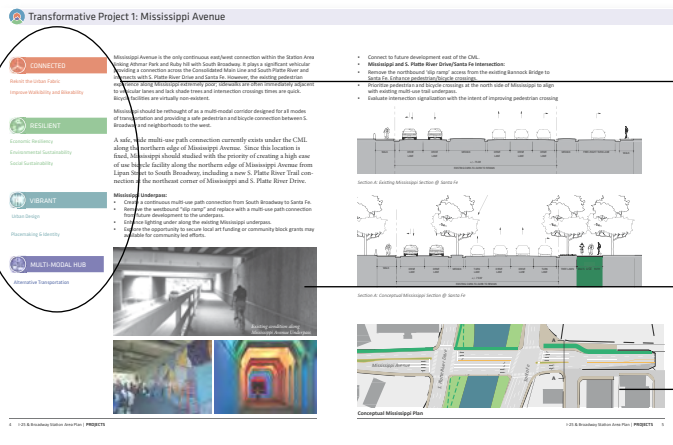 Transformative Project 1: Mississippi Avenue
CONNECTED
Restitch the Urban Fabric
Improve Walkability and Bikeability
RESILIENT
Economic Resiliency
Environmental Sustainability
Social Sustainability
VIBRANT
Urban Design
Placemaking & Identity
MULTI-MODAL HUB
Alternative Transportation
Mississippi Avenue is the only continuous east/west connection within the Station Area
linking Athmar Park and Ruby hill with South Broadway. It plays a significant vehicular
providing a connection across the Consolidated Main Line and South Platte River and
intersects with S. Platte River Drive and Santa Fe. However, the existing pedestrian
experience along Mississippi extremely poor; sidewalks are often immediately adjacent
to vehicular lanes and lack shade trees and intersection crossings times are quick.
Bicycle facilities are virtually non-existent.
Mississippi should be rethought of as a multi-modal corridor designed for all modes
of transportation and providing a safe pedestrian and bicycle connection between S.
Broadway and neighborhoods to the west.
A safe, wide multi-use path connection currently exists under the CML
along the northern edge of Mississippi Avenue. Since this location is
fixed, Mississippi should studied with the priority of creating a high ease
of use bicycle facility along the northern edge of Mississippi Avenue from
Lipan Street to South Broadway, including a new S. Platte River Trail con-
nection at the northeast corner of Mississippi and S. Platte River Drive.
Mississippi Underpass:
• Create a continuous multi-use path connection from South Broadway to Santa Fe.
• Remove the westbound "slip ramp" and replace with a multi-use path connection
from future development to the underpass.
• Enhance lighting under along the existing Mississippi underpass.
• Explore the opportunity to secure local art funding or community block grants may
available for community led efforts.
Existing condition along
Mississippi Avenue Underpass
• Connect to future development east of the CML.
• Mississippi and S. Platte River Drive/Santa Fe Intersection:
• Remove the northbound 'slip ramp' access from the existing Bannock Bridge to
Santa Fe. Enhance pedestrian/bicycle crossings.
• Prioritize pedestrian and bicycle crossings at the north side of Mississippi to align
with existing multi-use trail underpass.
• Evaluate intersection signalization with the intent of improving pedestrian crossing
Section A: Existing Mississippi Section @ Santa Fe
Section A: Conceptual Mississippi Section @ Santa Fe
Mississippi Avenue
S. Platte River Drive
Santa Fe
A
A
Conceptual Mississippi Plan
4 I-25 & Broadway Station Area Plan | PROJECTS
I-25 & Broadway Station Area Plan | PROJECTS 5